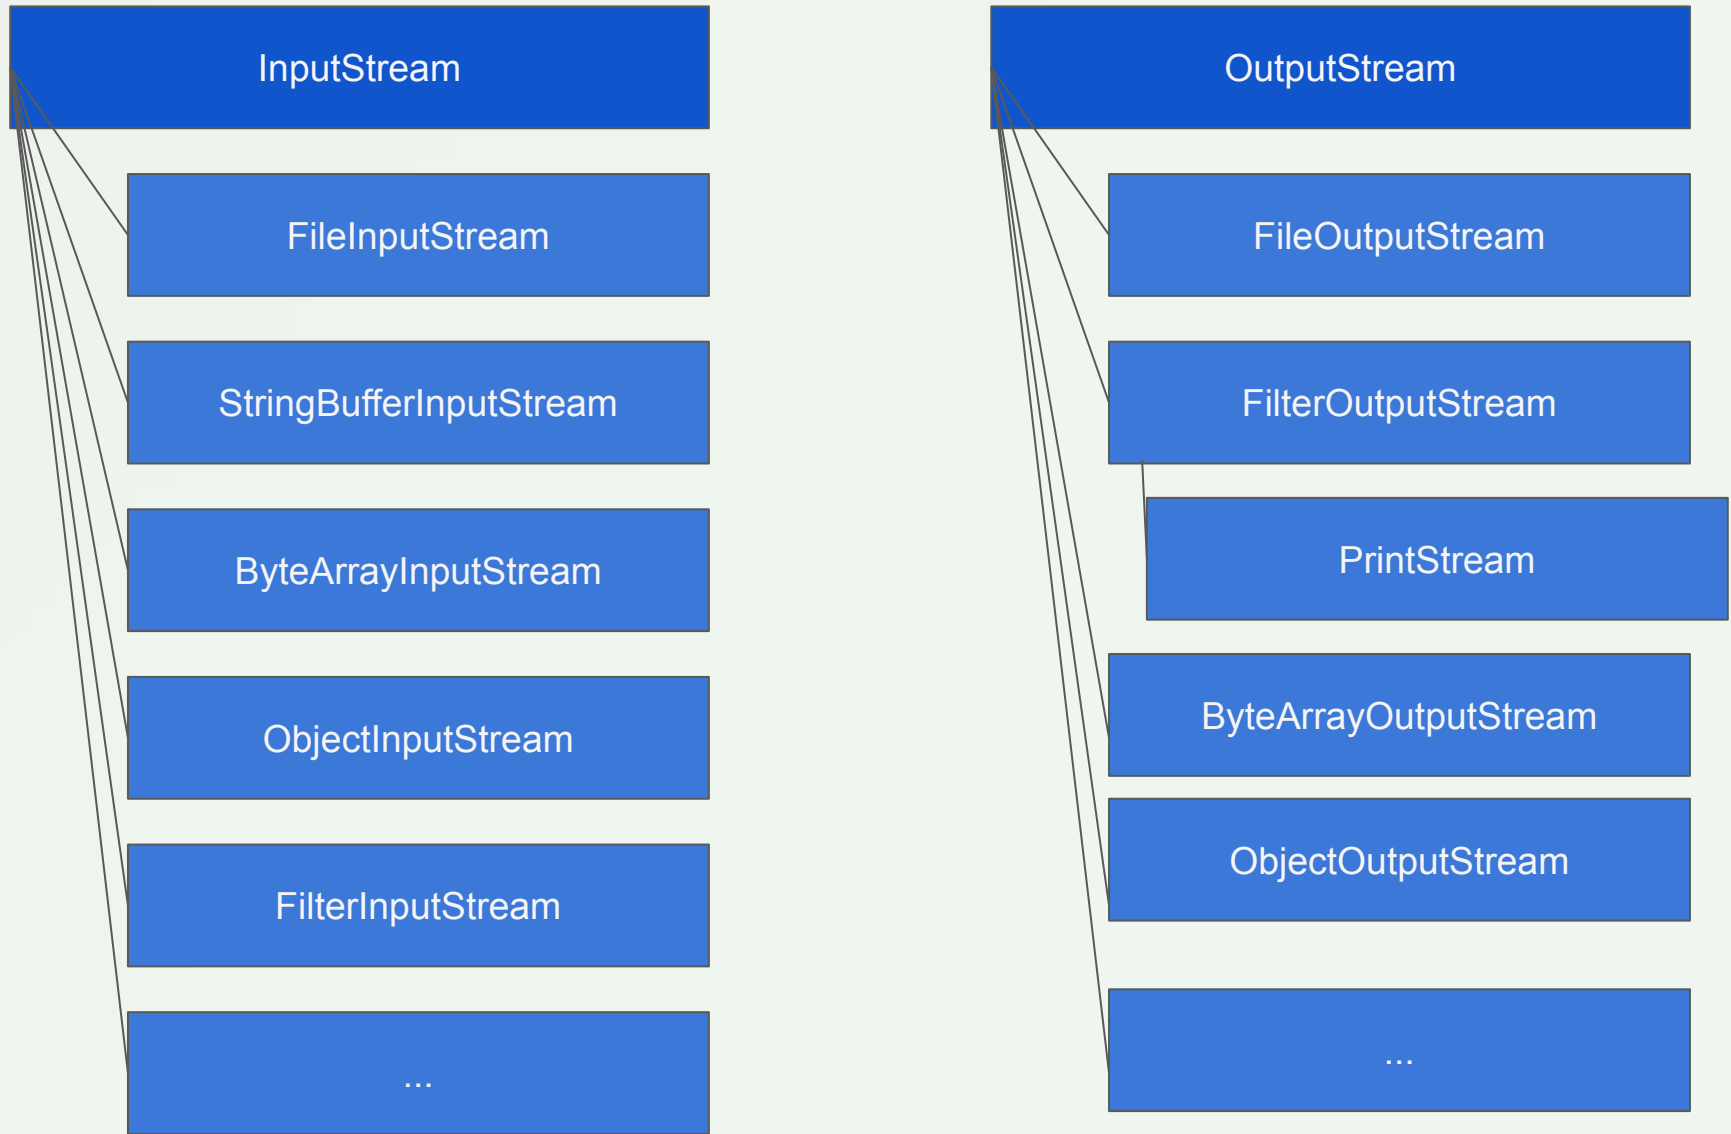 InputStream
FileInputStream
StringBufferInputStream
ByteArrayInputStream
ObjectInputStream
FilterInputStream
...
OutputStream
FileOutputStream
FilterOutputStream
PrintStream
ByteArrayOutputStream
ObjectOutputStream
...